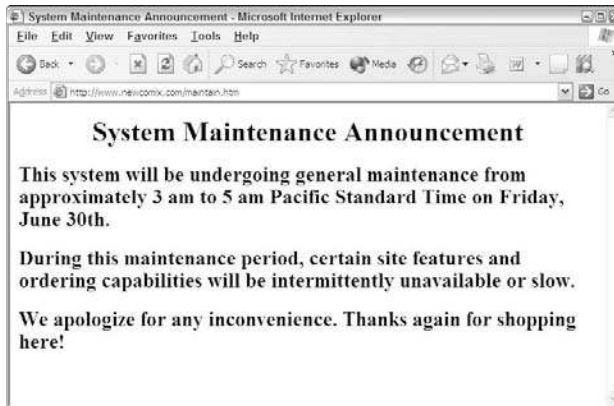 System Maintenance Announcement - Microsoft Internet Explorer
File Edit View Favorites Tools Help
Back Search Favorites Media
Address http://www.newcomix.com/maintain.htm Go
System Maintenance Announcement
This system will be undergoing general maintenance from
approximately 3 am to 5 am Pacific Standard Time on Friday,
June 30th.
During this maintenance period, certain site features and
ordering capabilities will be intermittently unavailable or slow.
We apologize for any inconvenience. Thanks again for shopping
here!